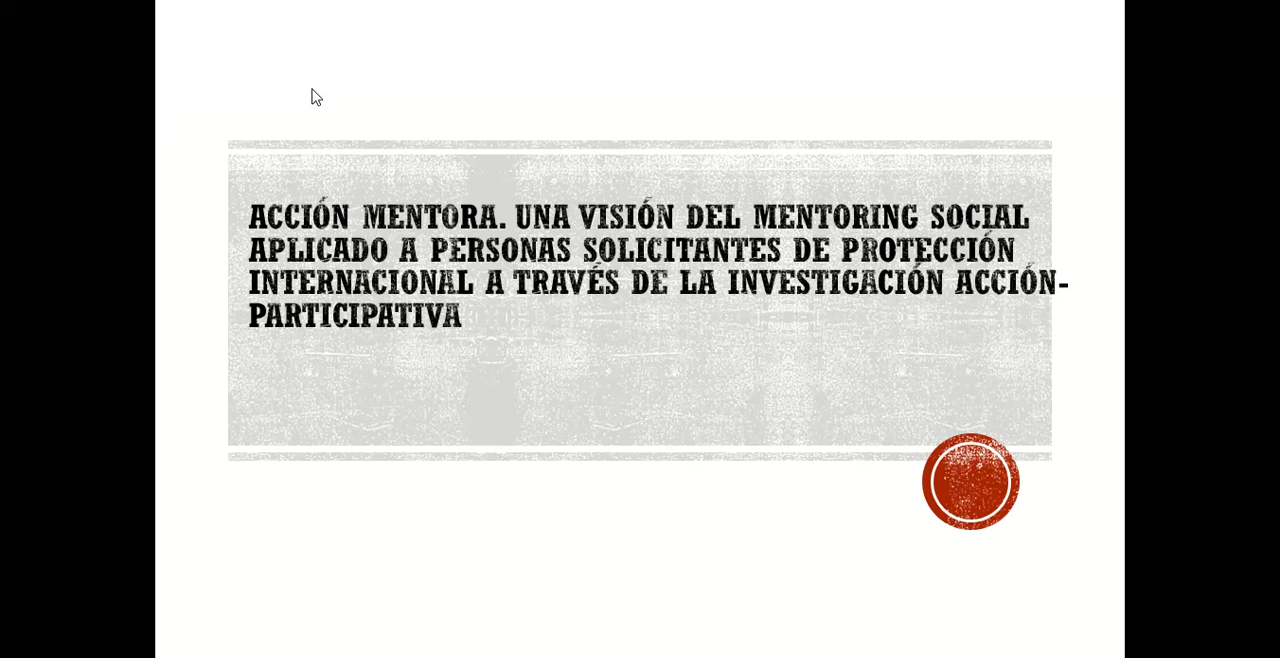 ACCIÓN MENTORA. UNA VISIÓN DEL MENTORING SOCIAL
APLICADO A PERSONAS SOLICITANTES DE PROTECCIÓN
INTERNACIONAL A TRAVÉS DE LA INVESTIGACIÓN ACCIÓN-
PARTICIPATIVA